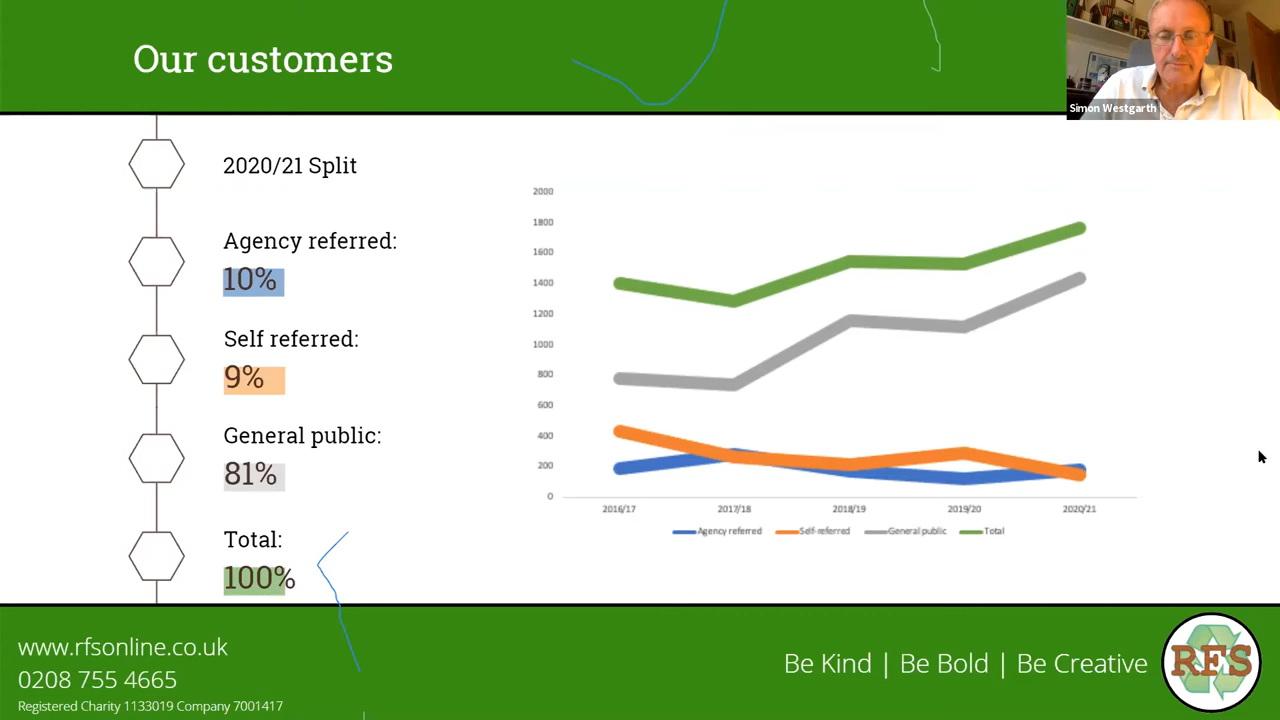 Our customers
Simon Westgarth
2020/21 Split
Agency referred:
10%
Self referred:
9%
General public:
81%
Total:
100%
2000
1800
1600
1400
1200
1000
800
600
400
200
0
2016/17 2017/18 2018/19 2019/20 2020/21
Agency referred Self-referred General public Total
www.rfsonline.co.uk
0208 755 4665
Registered Charity 1133019 Company 7001417
Be Kind | Be Bold | Be Creative
RFS